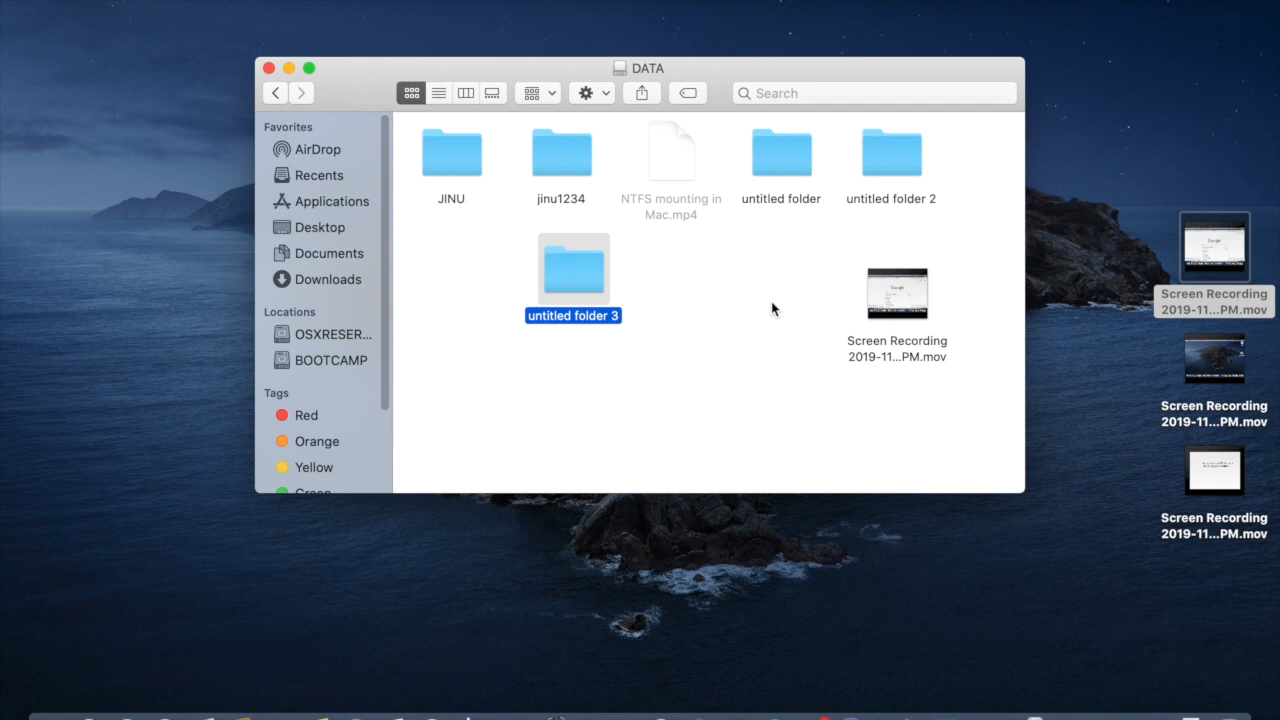 DATA
Search
Favorites
AirDrop
Recents
Applications
Desktop
Documents
Downloads
Locations
OSXRESER...
BOOTCAMP
Tags
Red
Orange
Yellow
Green
JINU
jinu1234
NTFS mounting in
Mac.mp4
untitled folder
untitled folder 2
untitled folder 3
Screen Recording
2019-11...PM.mov
Screen Recording
2019-11...PM.mov
Screen Recording
2019-11...PM.mov
Screen Recording
2019-11...PM.mov